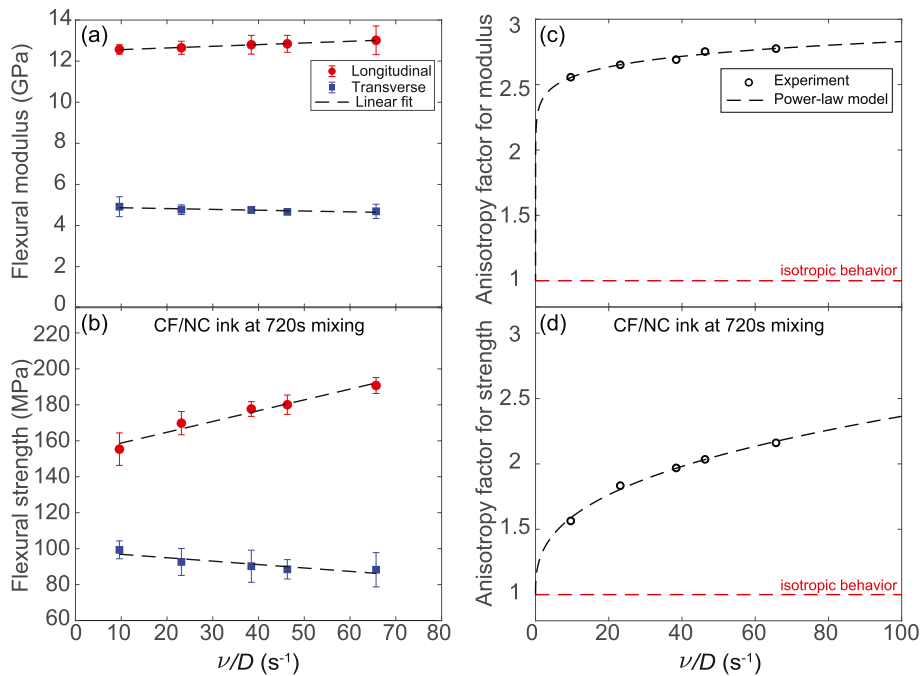 (a)
Flexural modulus (GPa)
14
12
10
8
6
4
2
0
Longitudinal
Transverse
Linear fit
(b)
CF/NC ink at 720s mixing
Flexural strength (MPa)
220
200
180
160
140
120
100
80
60
0 10 20 30 40 50 60 70 80
ν/D (s⁻¹)
(c)
Anisotropy factor for modulus
3
2.5
2
1.5
1
Experiment
Power-law model
isotropic behavior
(d)
CF/NC ink at 720s mixing
Anisotropy factor for strength
3
2.5
2
1.5
1
isotropic behavior
0 20 40 60 80 100
ν/D (s⁻¹)